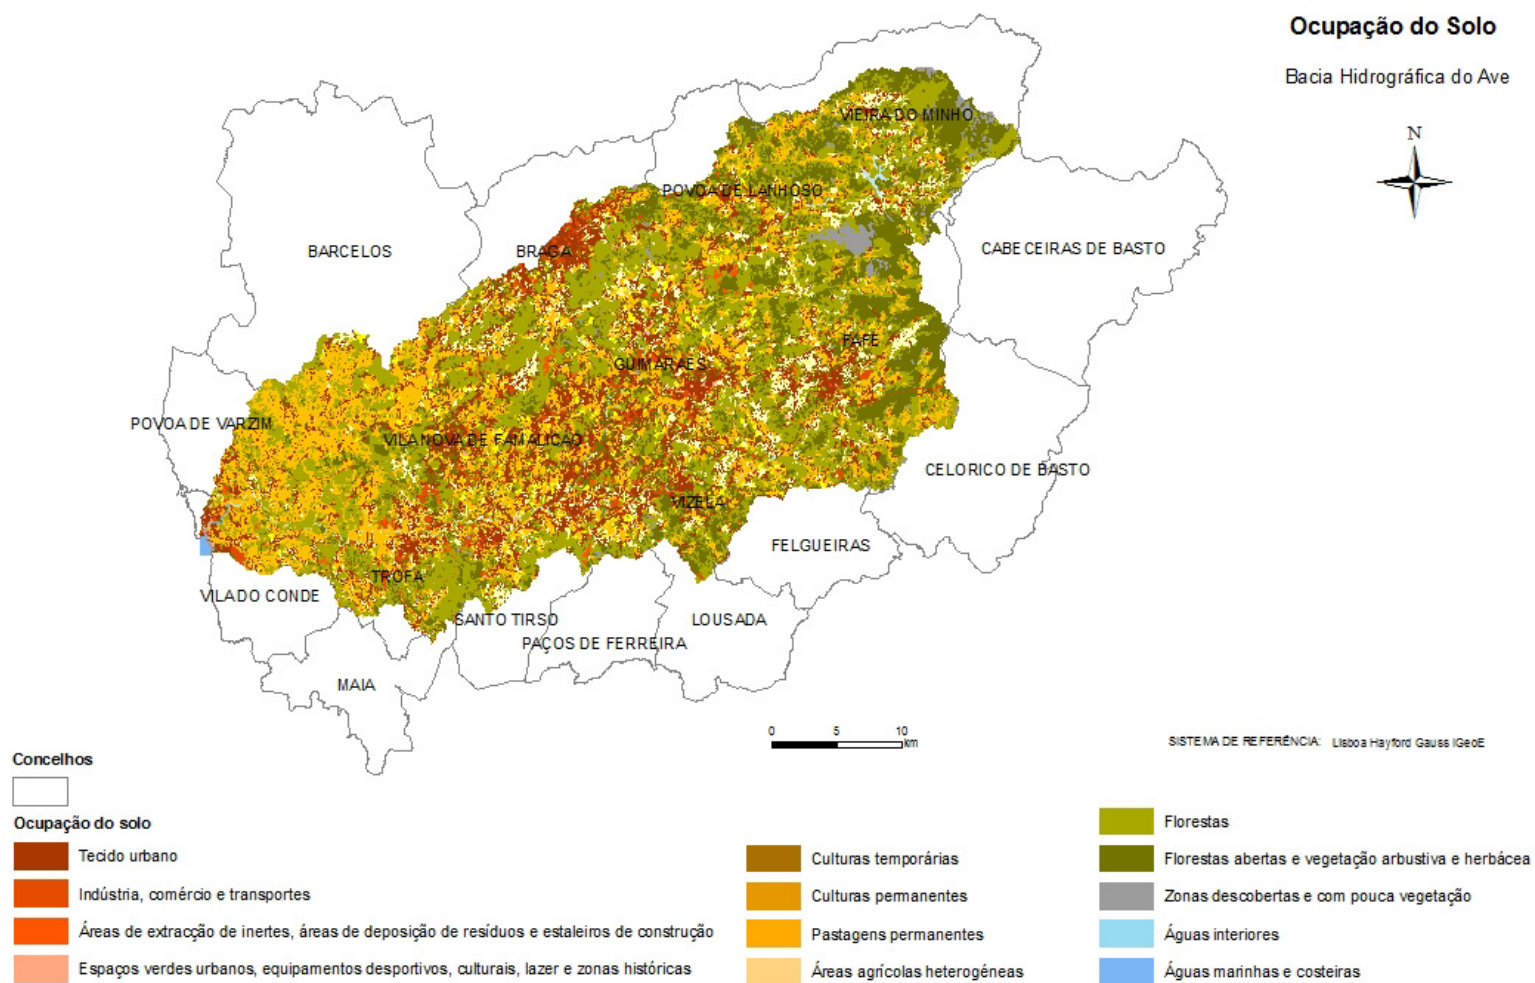 Ocupação do Solo
Bacia Hidrográfica do Ave
N
VIEIRA DO MINHO
POVOA DE LANHOSO
BARCELOS
BRAGA
CABECEIRAS DE BASTO
FAFE
GUIMARAES
POVOA DE VARZIM
VILA NOVA DE FAMALICAO
CELORICO DE BASTO
VIZELA
FELGUEIRAS
TROFA
VILA DO CONDE
SANTO TIRSO
LOUSADA
PAÇOS DE FERREIRA
MAIA
0 5 10
km
SISTEMA DE REFERÊNCIA: Lisboa Hayford Gauss IGeoE
Concelhos
Ocupação do solo
Tecido urbano
Indústria, comércio e transportes
Áreas de extracção de inertes, áreas de deposição de resíduos e estaleiros de construção
Espaços verdes urbanos, equipamentos desportivos, culturais, lazer e zonas históricas
Culturas temporárias
Culturas permanentes
Pastagens permanentes
Áreas agrícolas heterogéneas
Florestas
Florestas abertas e vegetação arbustiva e herbácea
Zonas descobertas e com pouca vegetação
Águas interiores
Águas marinhas e costeiras